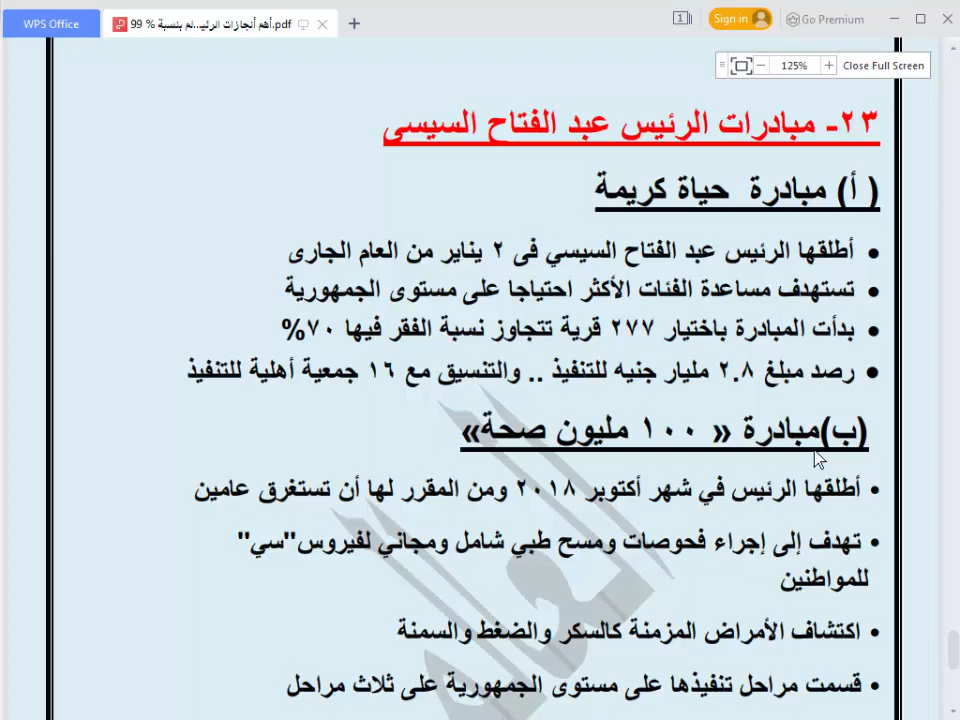 WPS Office
أهم أنجازات الرئيـ...لم بنسبة % 99.pdf
1
Sign in
Go Premium
125%
Close Full Screen
٢٣- مبادرات الرئيس عبد الفتاح السيسى
( أ) مبادرة حياة كريمة
• أطلقها الرئيس عبد الفتاح السيسي فى ٢ يناير من العام الجارى
• تستهدف مساعدة الفئات الأكثر احتياجا على مستوى الجمهورية
• بدأت المبادرة باختيار ٢٧٧ قرية تتجاوز نسبة الفقر فيها ٧٠%
• رصد مبلغ ٢.٨ مليار جنيه للتنفيذ .. والتنسيق مع ١٦ جمعية أهلية للتنفيذ
(ب)مبادرة « ١٠٠ مليون صحة»
• أطلقها الرئيس في شهر أكتوبر ٢٠١٨ ومن المقرر لها أن تستغرق عامين
• تهدف إلى إجراء فحوصات ومسح طبي شامل ومجاني لفيروس"سي"
للمواطنين
• اكتشاف الأمراض المزمنة كالسكر والضغط والسمنة
• قسمت مراحل تنفيذها على مستوى الجمهورية على ثلاث مراحل